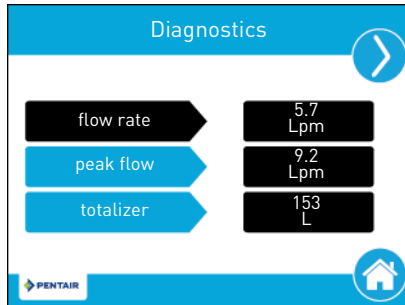 Diagnostics
flow rate
5.7
Lpm
peak flow
9.2
Lpm
totalizer
153
L
PENTAIR